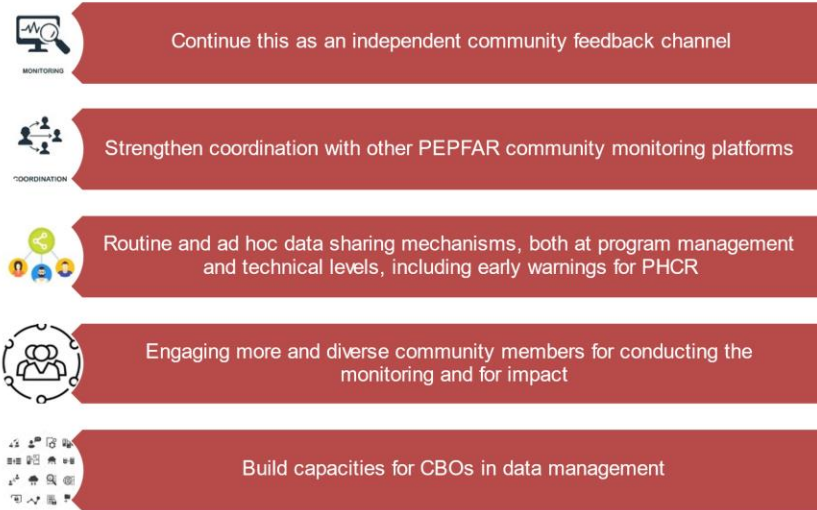 MONITORING
Continue this as an independent community feedback channel
COORDINATION
Strengthen coordination with other PEPFAR community monitoring platforms
Routine and ad hoc data sharing mechanisms, both at program management
and technical levels, including early warnings for PHCR
Engaging more and diverse community members for conducting the
monitoring and for impact
Build capacities for CBOs in data management